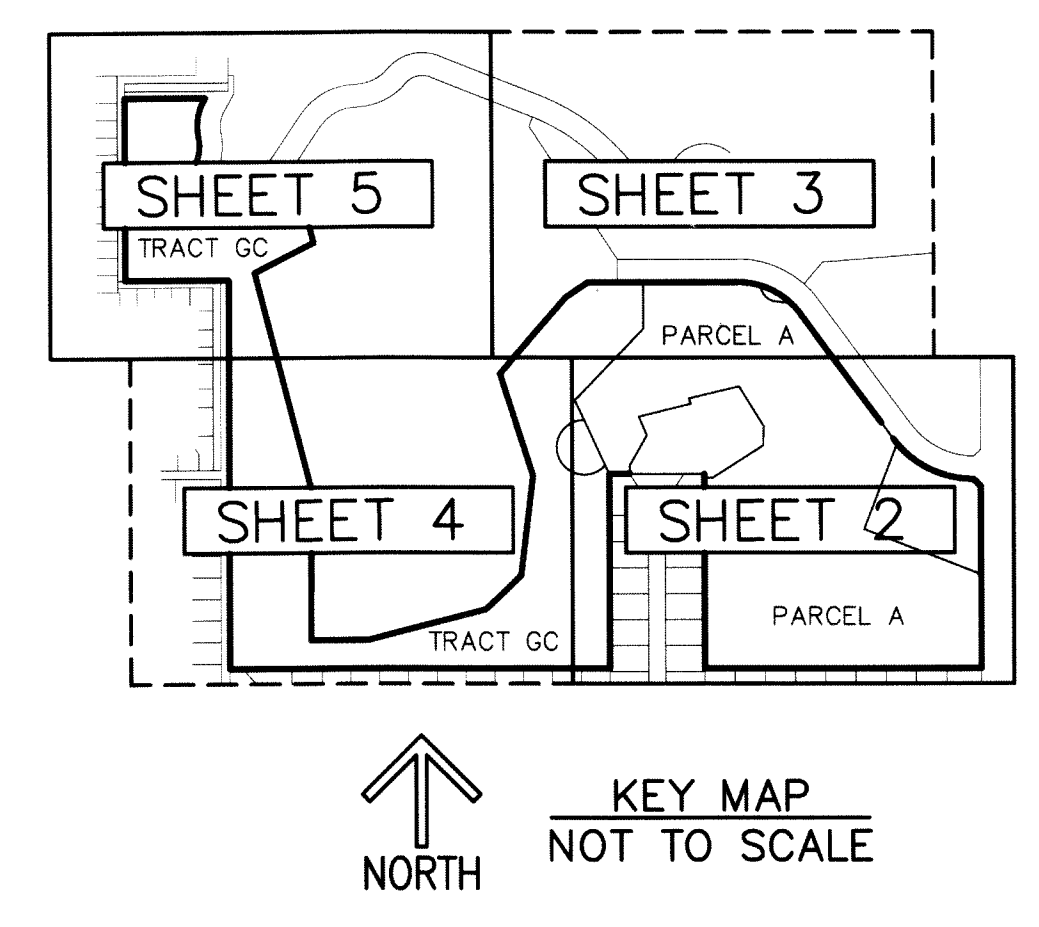 SHEET 5
SHEET 3
TRACT GC
PARCEL A
SHEET 4
SHEET 2
TRACT GC
PARCEL A
NORTH
KEY MAP
NOT TO SCALE